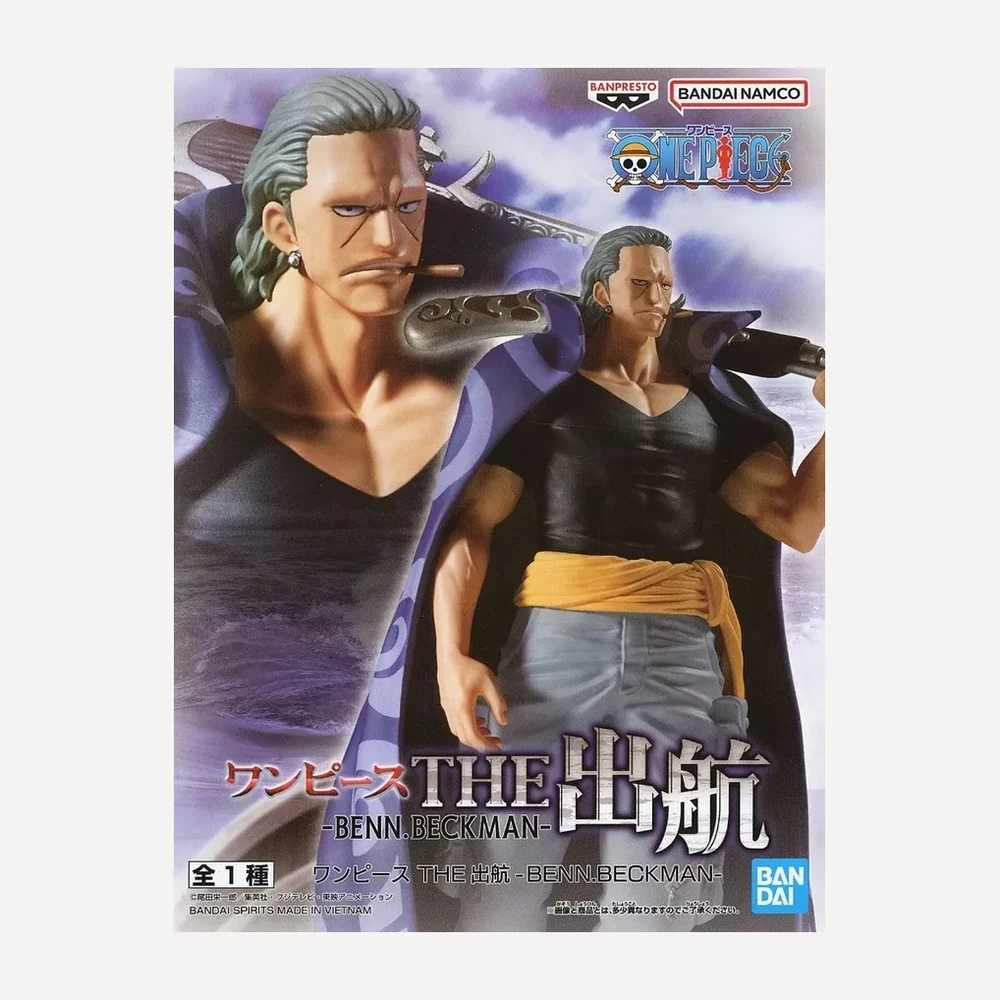 BANPRESTO
BANDAI NAMCO
ワンピース
ONE PIECE
ワンピース THE 出航
-BENN.BECKMAN-
全1種
ワンピース THE 出航 -BENN.BECKMAN-
©尾田栄一郎/集英社・フジテレビ・東映アニメーション
BANDAI SPIRITS MADE IN VIETNAM
※画像と商品とは、多少異なりますのでご了承ください。
BAN
DAI